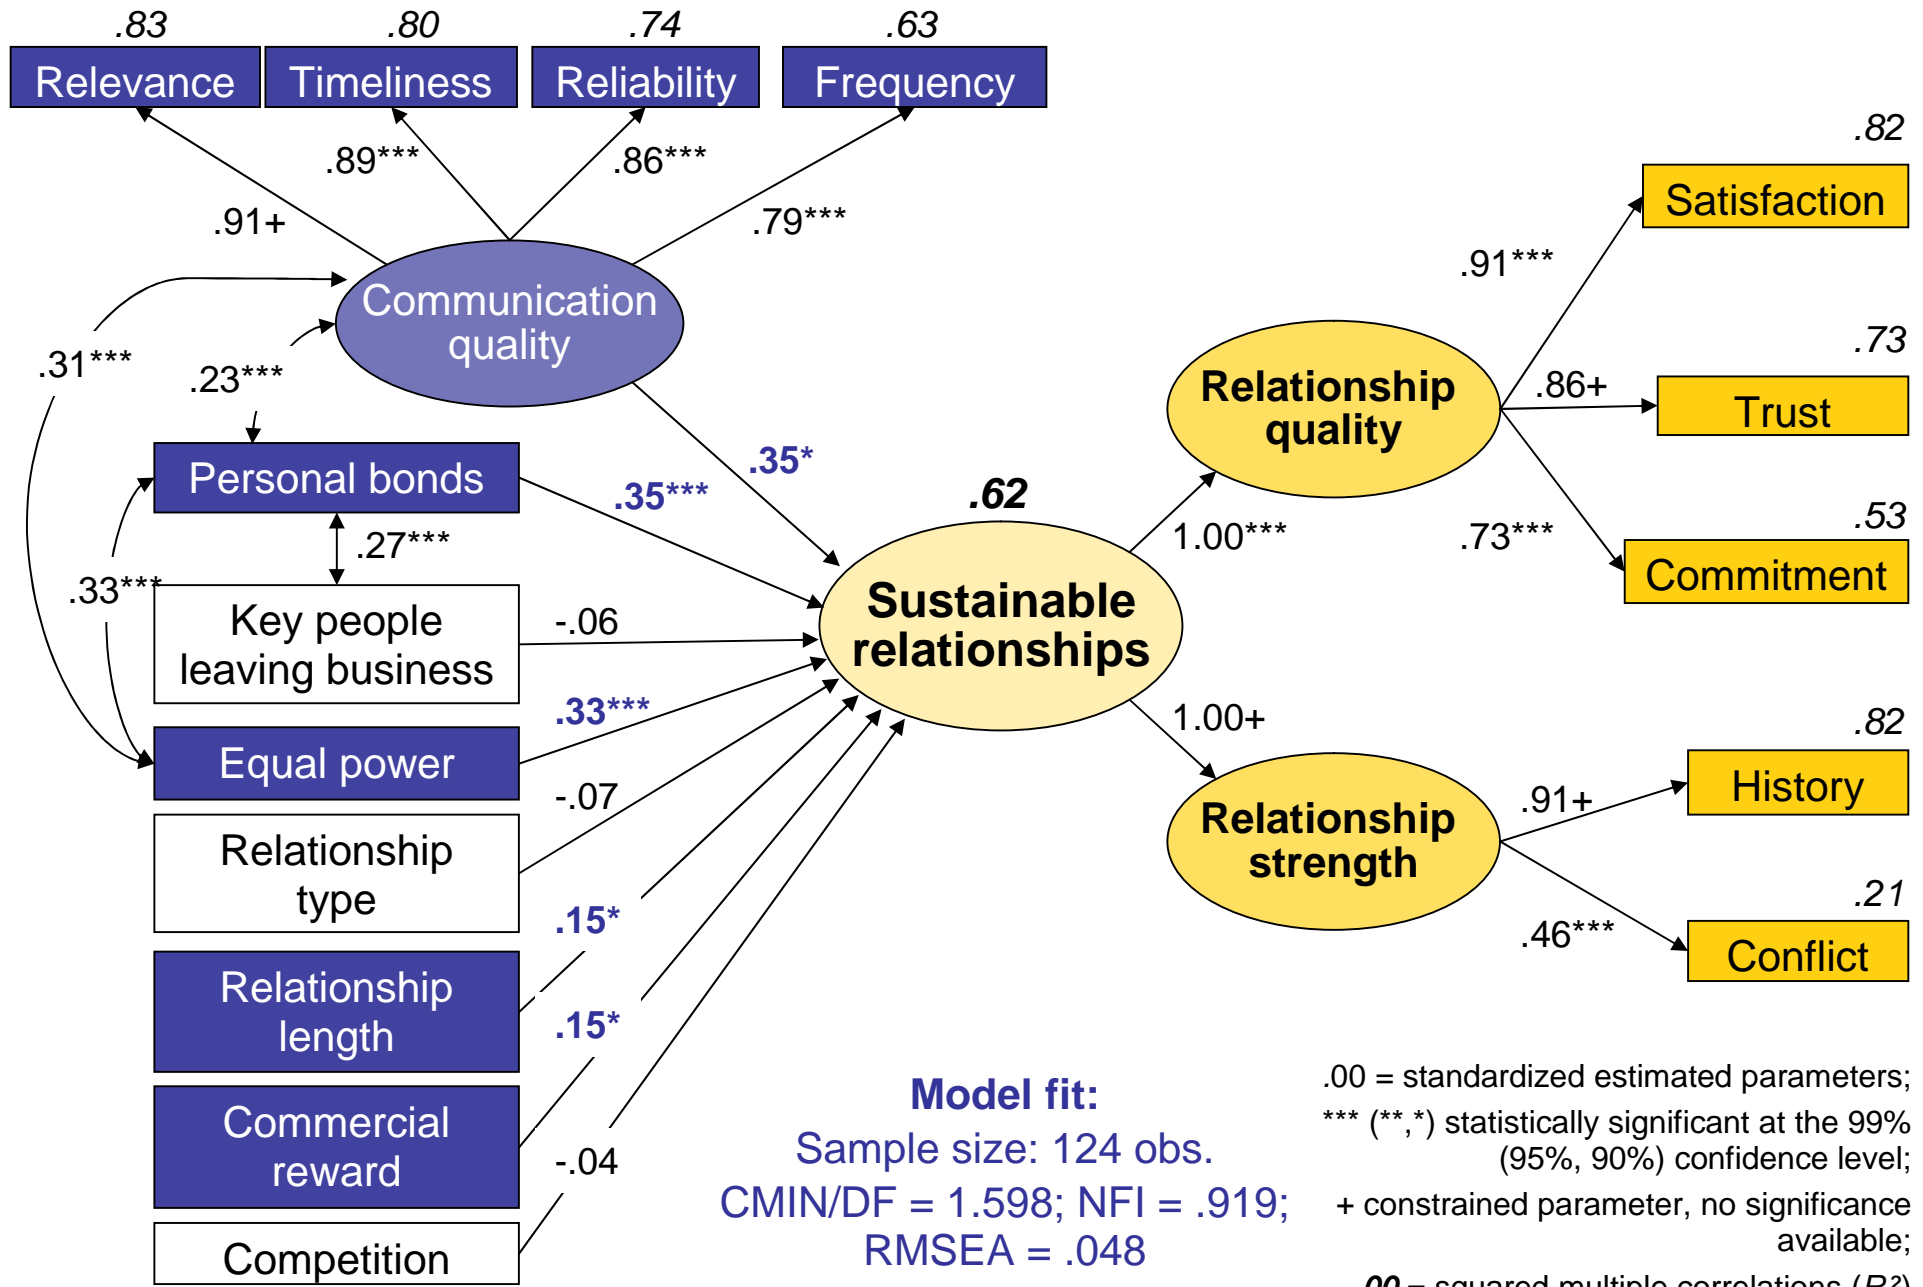 .83
.80
.74
.63
Relevance
Timeliness
Reliability
Frequency
.89***
.86***
.91+
.79***
Communication
quality
.31***
.23***
Personal bonds
.35*
.35***
.27***
.33***
Key people
leaving business
-.06
Equal power
.33***
Relationship
type
-.07
Relationship
length
.15*
Commercial
reward
.15*
Competition
-.04
.62
Sustainable
relationships
1.00***
1.00+
Relationship
quality
.91***
.86+
.73***
.82
Satisfaction
.73
Trust
.53
Commitment
Relationship
strength
.91+
.46***
.82
History
.21
Conflict
Model fit:
Sample size: 124 obs.
CMIN/DF = 1.598; NFI = .919;
RMSEA = .048
.00 = standardized estimated parameters;
*** (**,*) statistically significant at the 99%
(95%, 90%) confidence level;
+ constrained parameter, no significance
available;
.00 = squared multiple correlations (R²)